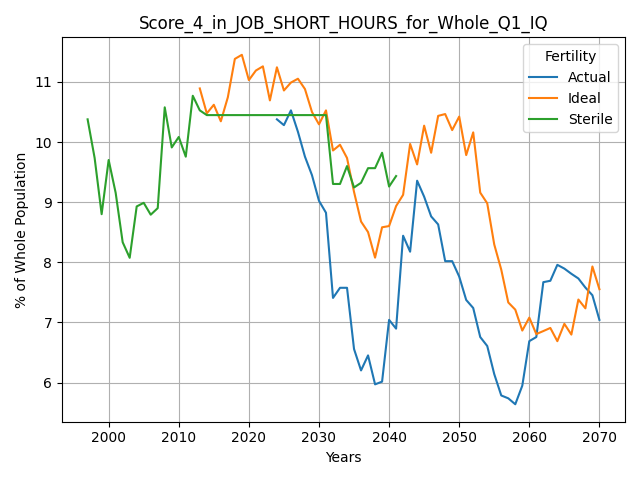 Score_4_in_JOB_SHORT_HOURS_for_Whole_Q1_IQ
Fertility
Actual
Ideal
Sterile
% of Whole Population
11
10
9
8
7
6
2000 2010 2020 2030 2040 2050 2060 2070
Years